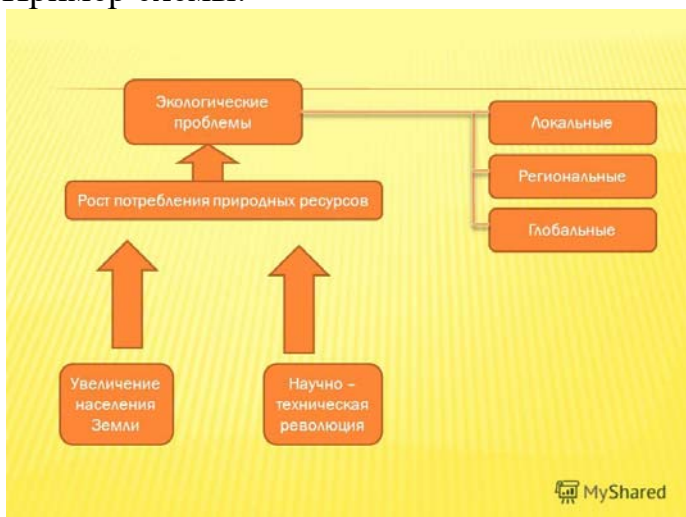 Пример схемы:
Экологические
проблемы
Локальные
Региональные
Рост потребления природных ресурсов
Глобальные
Увеличение
населения
Земли
Научно –
техническая
революция
MyShared